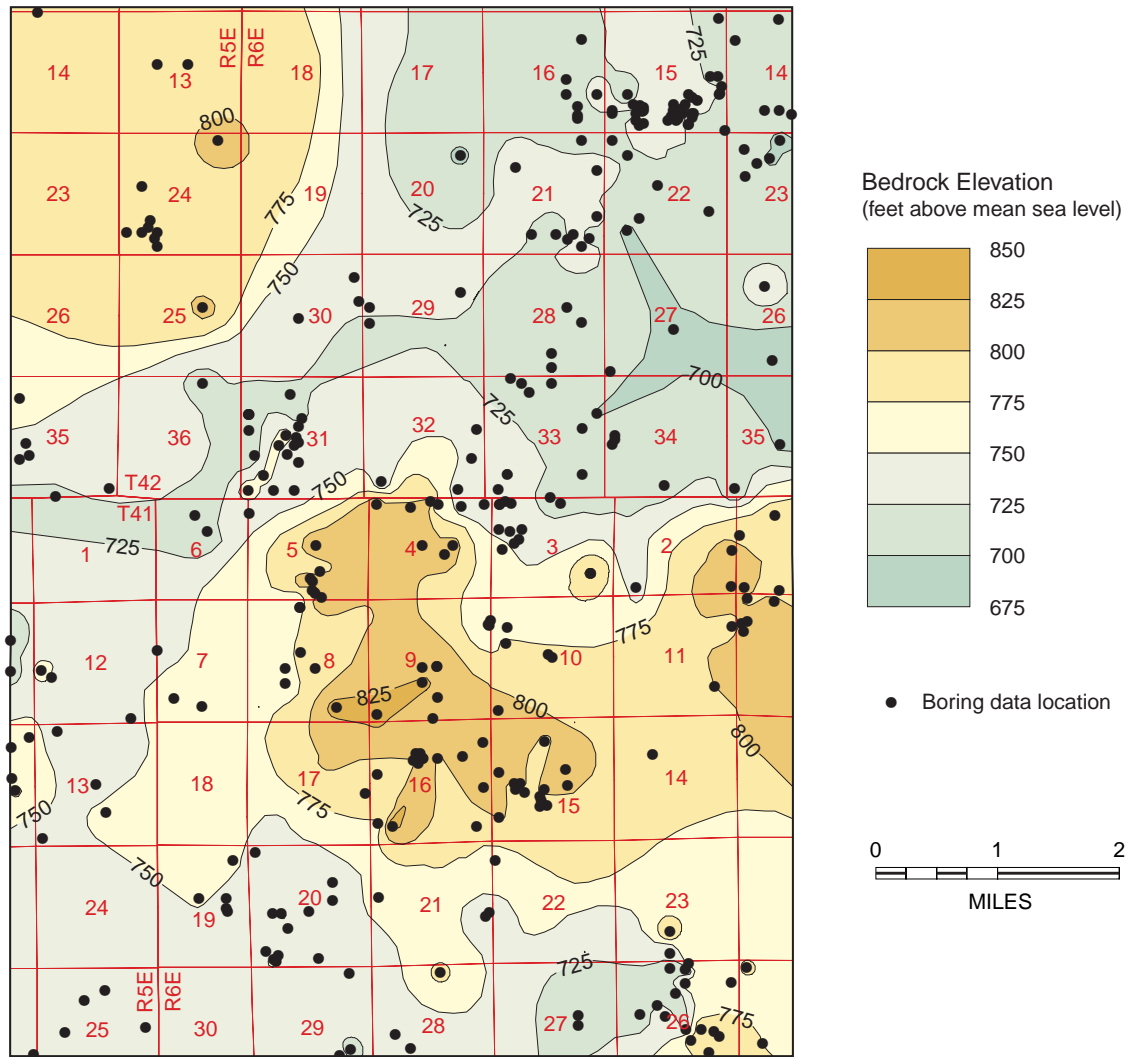 R5E R6E
725
14 13 18 17 16 15 14
800
23 24 19 20 21 22 23
775
725
750
26 25 30 29 28 27 26
700
725
35 36 31 32 33 34 35
T42
750
T41
725
1 6 5 4 3 2
775
12 7 8 9 10 11
825
800
800
13 18 17 16 15 14
775
750
750
24 19 20 21 22 23
725
R5E R6E
775
25 30 29 28 27 26
Bedrock Elevation
(feet above mean sea level)
850
825
800
775
750
725
700
675
Boring data location
0 1 2
MILES